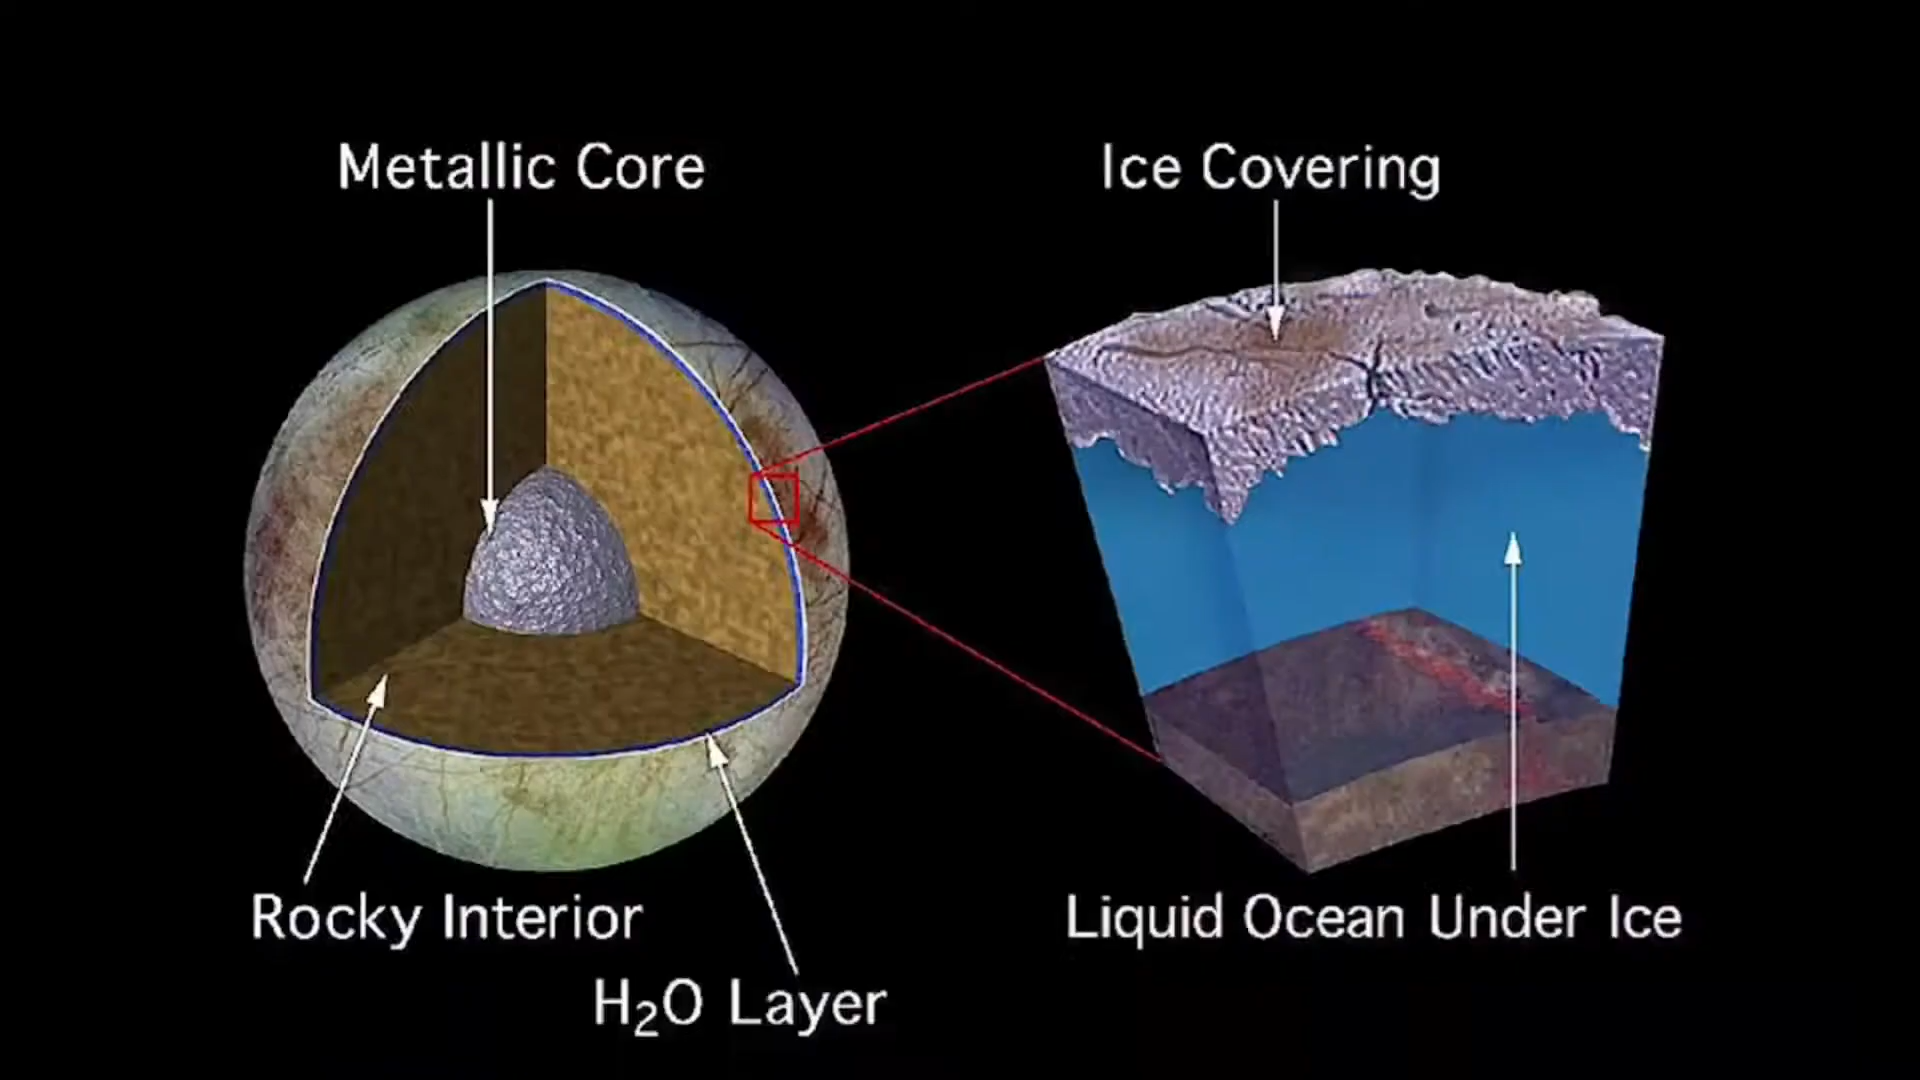 Metallic Core
Ice Covering
Rocky Interior
Liquid Ocean Under Ice
H₂O Layer